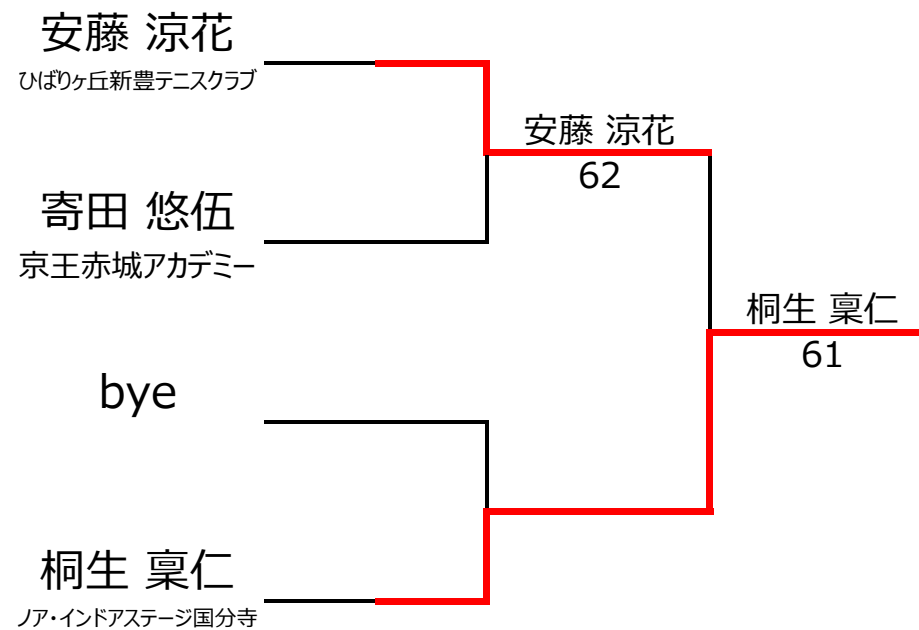 安藤 涼花
ひばりヶ丘新豊テニスクラブ
安藤 涼花
62
寄田 悠伍
京王赤城アカデミー
桐生 稟仁
61
bye
桐生 稟仁
ノア・インドアステージ国分寺